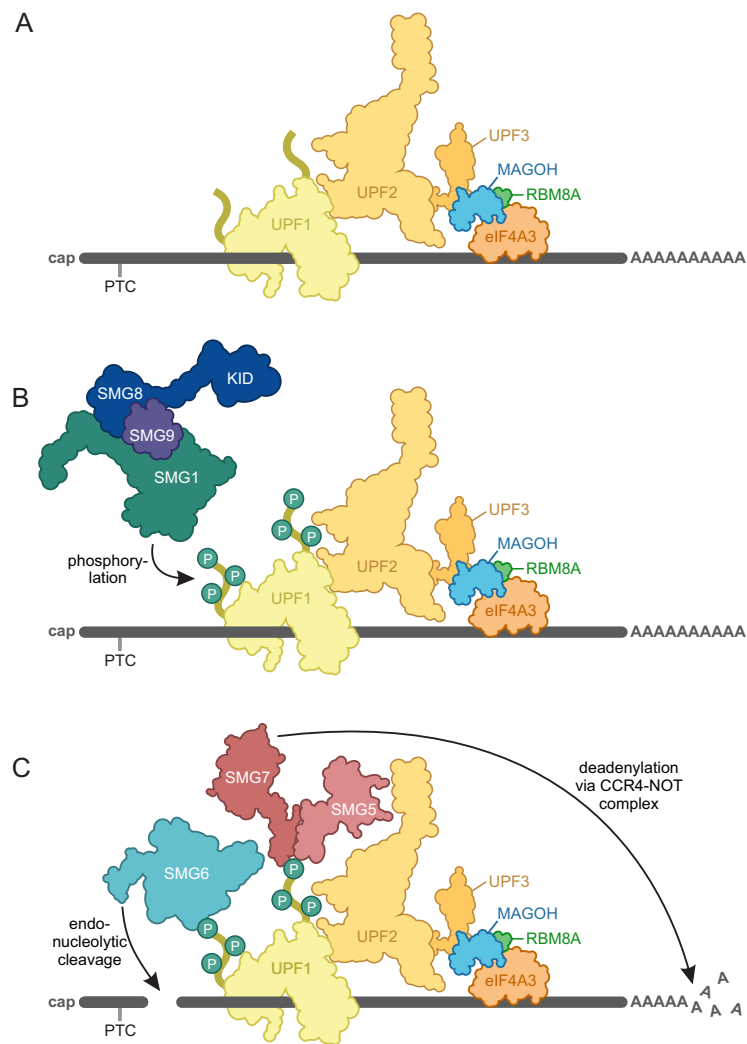 A
UPF3
MAGOH
UPF2
RBM8A
UPF1
eIF4A3
cap
AAAAAAAAAA
PTC
B
SMG8
KID
SMG9
SMG1
P
P
P
P
P
P
UPF3
phosphory-
lation
MAGOH
UPF2
RBM8A
UPF1
eIF4A3
cap
AAAAAAAAAA
PTC
C
SMG7
deadenylation
via CCR4-NOT
complex
SMG5
SMG6
P
P
P
P
P
P
UPF3
endo-
nucleolytic
cleavage
MAGOH
UPF2
RBM8A
UPF1
eIF4A3
cap
AAAAA
A
A
A
A
A
A
PTC